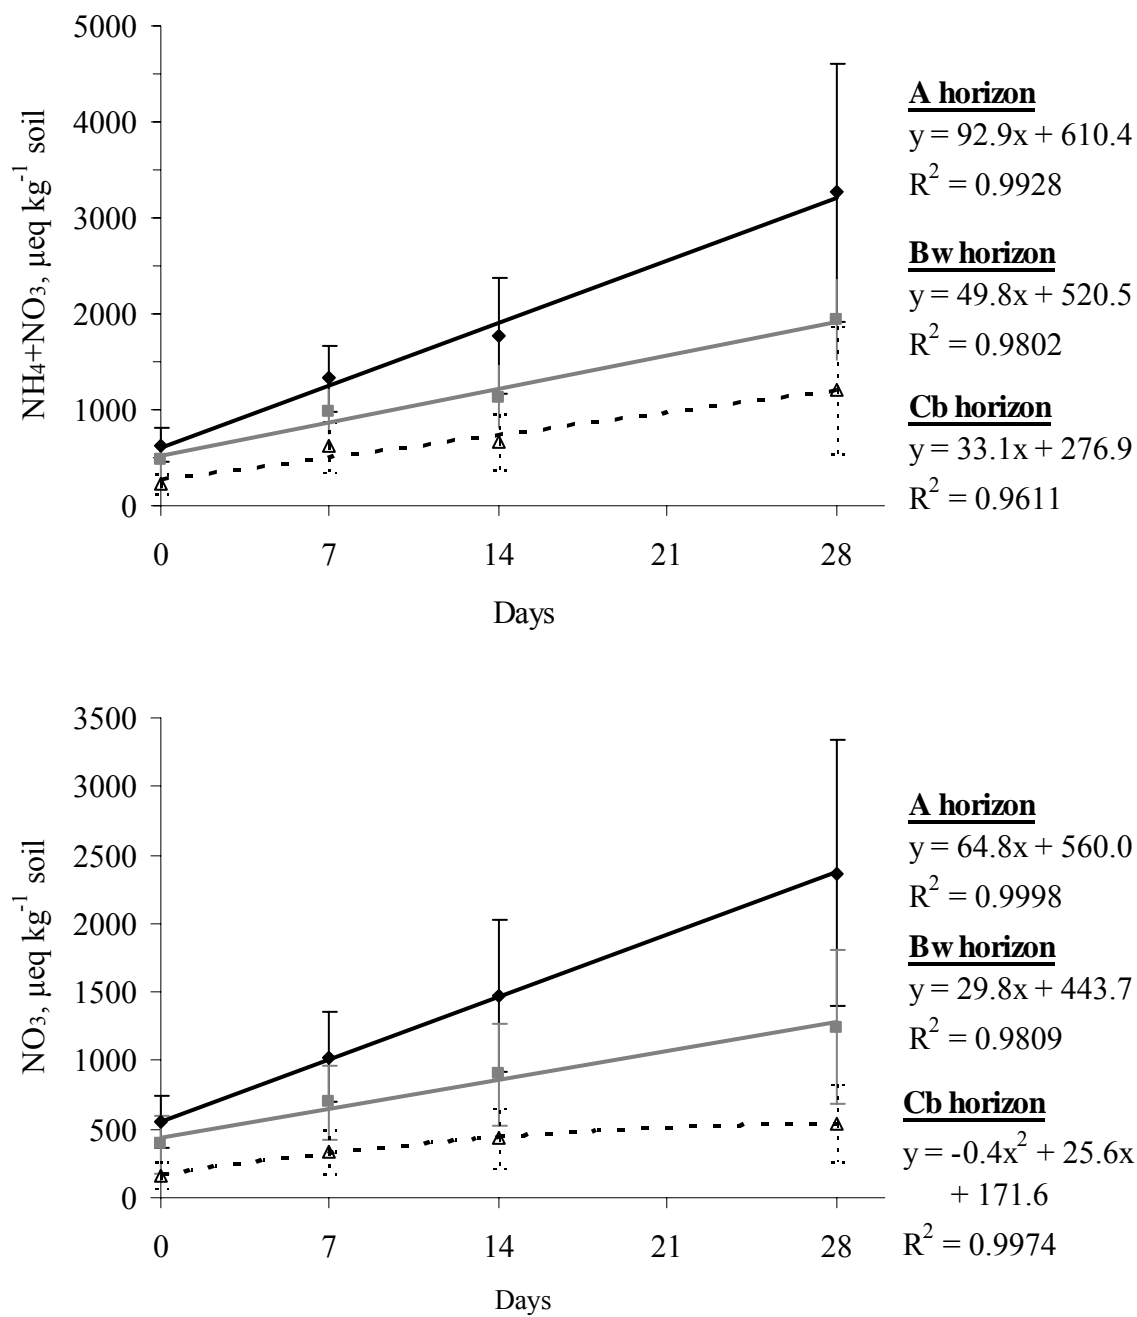 5000
4000
3000
2000
1000
0
NH₄+NO₃, µeq kg⁻¹ soil
0 7 14 21 28
Days
A horizon
y = 92.9x + 610.4
R² = 0.9928
Bw horizon
y = 49.8x + 520.5
R² = 0.9802
Cb horizon
y = 33.1x + 276.9
R² = 0.9611
3500
3000
2500
2000
1500
1000
500
0
NO₃, µeq kg⁻¹ soil
0 7 14 21 28
Days
A horizon
y = 64.8x + 560.0
R² = 0.9998
Bw horizon
y = 29.8x + 443.7
R² = 0.9809
Cb horizon
y = -0.4x² + 25.6x
+ 171.6
R² = 0.9974